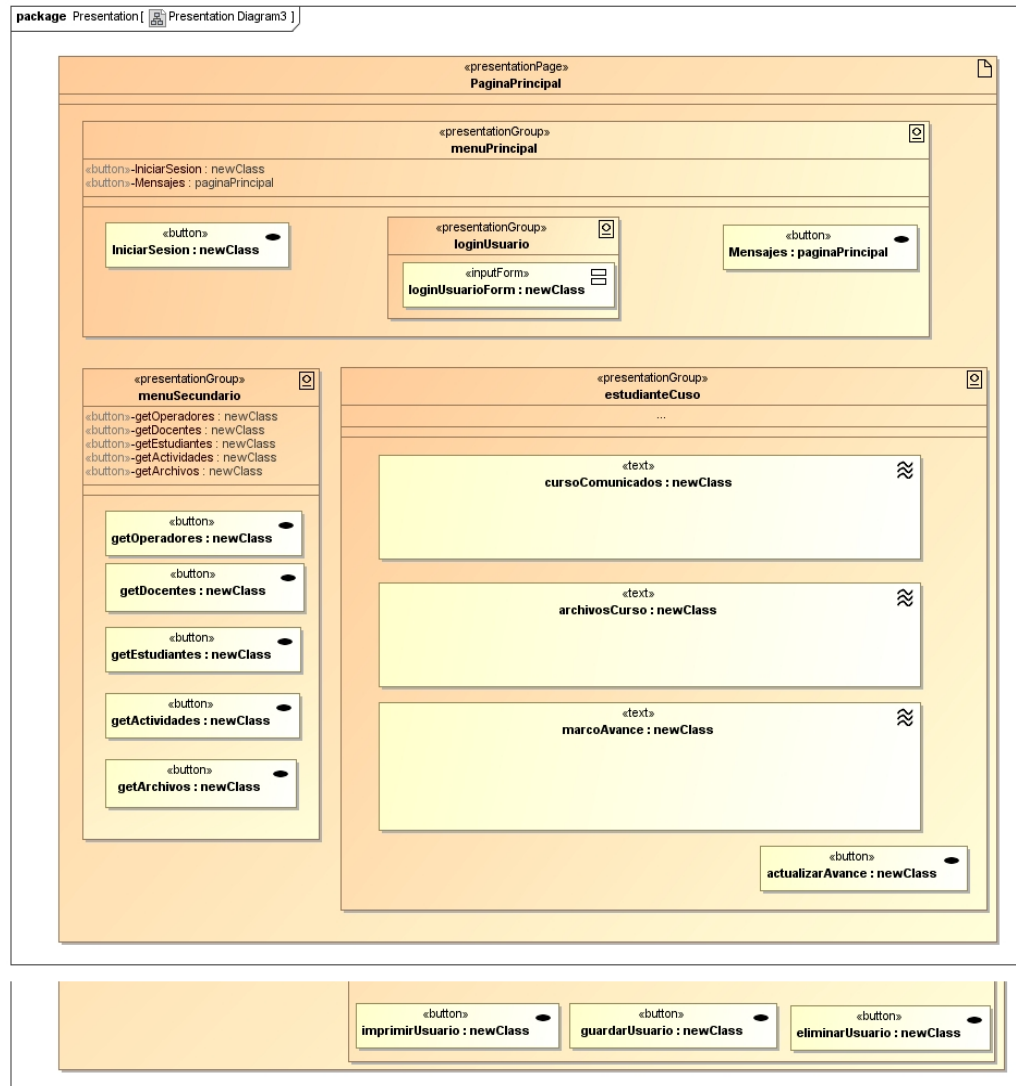 package Presentation [ Presentation Diagram3 ]
«presentationPage»
PaginaPrincipal
«presentationGroup»
menuPrincipal
«button»-IniciarSesion : newClass
«button»-Mensajes : paginaPrincipal
«button»
IniciarSesion : newClass
«presentationGroup»
loginUsuario
«inputForm»
loginUsuarioForm : newClass
«button»
Mensajes : paginaPrincipal
«presentationGroup»
menuSecundario
«button»-getOperadores : newClass
«button»-getDocentes : newClass
«button»-getEstudiantes : newClass
«button»-getActividades : newClass
«button»-getArchivos : newClass
«button»
getOperadores : newClass
«button»
getDocentes : newClass
«button»
getEstudiantes : newClass
«button»
getActividades : newClass
«button»
getArchivos : newClass
«presentationGroup»
estudianteCuso
...
«text»
cursoComunicados : newClass
«text»
archivosCurso : newClass
«text»
marcoAvance : newClass
«button»
actualizarAvance : newClass
«button»
imprimirUsuario : newClass
«button»
guardarUsuario : newClass
«button»
eliminarUsuario : newClass